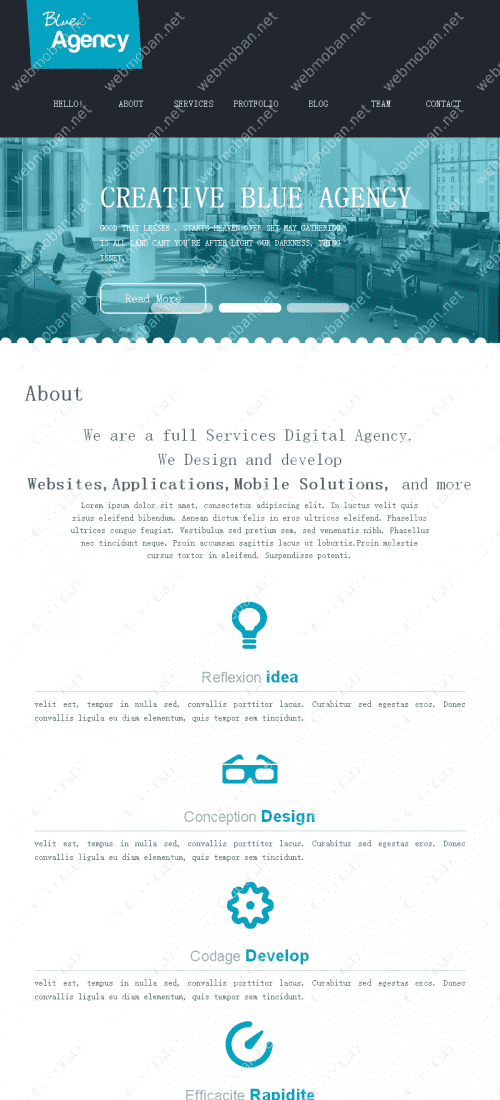 Blue
Agency
HELLO!
ABOUT
SERVICES
PROTFOLIO
BLOG
TEAM
CONTACT
CREATIVE BLUE AGENCY
GOOD THAT LESSER . STARTS HEAVEN OVER SET MAY GATHERING.,
IS ALL LAND CANT YOU'RE AFTER LIGHT OUR DARKNESS, THING
ISNEY.
Read More
About
We are a full Services Digital Agency.
We Design and develop
Websites,Applications,Mobile Solutions, and more
Lorem ipsum dolor sit amet, consectetur adipiscing elit. In luctus velit quis
risus eleifend bibendum. Aenean dictum felis in eros ultrices eleifend. Phasellus
ultrices congue feugiat. Vestibulum sed pretium sem, sed venenatis nibh. Phasellus
nec tincidunt neque. Proin accumsan sagittis lacus ut lobortis.Proin molestie
cursus tortor in eleifend. Suspendisse potenti.
Reflexion idea
velit est, tempus in nulla sed, convallis porttitor lacus. Curabitur sed egestas eros. Donec
convallis ligula eu diam elementum, quis tempor sem tincidunt.
Conception Design
velit est, tempus in nulla sed, convallis porttitor lacus. Curabitur sed egestas eros. Donec
convallis ligula eu diam elementum, quis tempor sem tincidunt.
Codage Develop
velit est, tempus in nulla sed, convallis porttitor lacus. Curabitur sed egestas eros. Donec
convallis ligula eu diam elementum, quis tempor sem tincidunt.
Efficacite Rapidite
webmoban.net